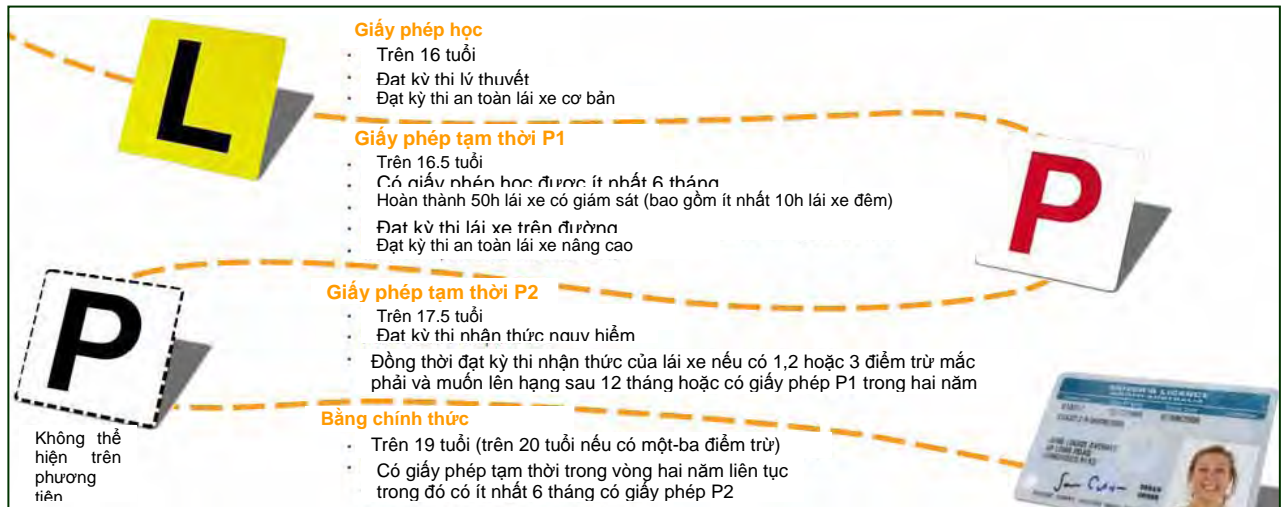 L
Giấy phép học
· Trên 16 tuổi
· Đạt kỳ thi lý thuyết
· Đạt kỳ thi an toàn lái xe cơ bản
Giấy phép tạm thời P1
· Trên 16.5 tuổi
· Có giấy phép học được ít nhất 6 tháng
· Hoàn thành 50h lái xe có giám sát (bao gồm ít nhất 10h lái xe đêm)
· Đạt kỳ thi lái xe trên đường
· Đạt kỳ thi an toàn lái xe nâng cao
P
Giấy phép tạm thời P2
· Trên 17.5 tuổi
· Đạt kỳ thi nhận thức nguy hiểm
· Đồng thời đạt kỳ thi nhận thức của lái xe nếu có 1,2 hoặc 3 điểm trừ mắc
phải và muốn lên hạng sau 12 tháng hoặc có giấy phép P1 trong hai năm
P
Không thể
hiện trên
phương
tiện
Bằng chính thức
· Trên 19 tuổi (trên 20 tuổi nếu có một-ba điểm trừ)
· Có giấy phép tạm thời trong vòng hai năm liên tục
trong đó có ít nhất 6 tháng có giấy phép P2
DRIVER'S LICENCE
SOUTH AUSTRALIA